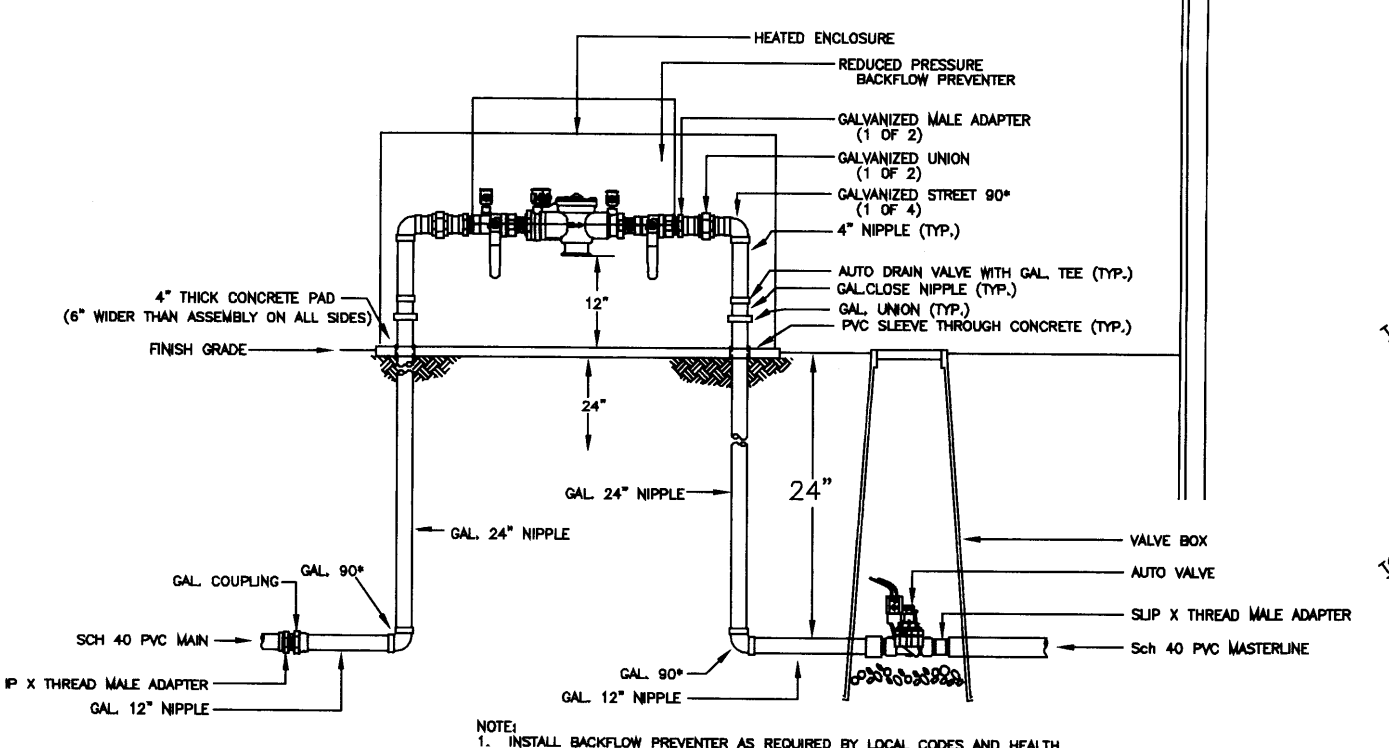 HEATED ENCLOSURE
REDUCED PRESSURE
BACKFLOW PREVENTER
GALVANIZED MALE ADAPTER
(1 OF 2)
GALVANIZED UNION
(1 OF 2)
GALVANIZED STREET 90°
(1 OF 4)
4" NIPPLE (TYP.)
AUTO DRAIN VALVE WITH GAL. TEE (TYP.)
GAL.CLOSE NIPPLE (TYP.)
GAL. UNION (TYP.)
PVC SLEEVE THROUGH CONCRETE (TYP.)
4" THICK CONCRETE PAD
(6" WIDER THAN ASSEMBLY ON ALL SIDES)
FINISH GRADE
12"
24"
24"
GAL. 24" NIPPLE
GAL. 24" NIPPLE
VALVE BOX
AUTO VALVE
GAL. COUPLING
GAL. 90°
SLIP X THREAD MALE ADAPTER
SCH 40 PVC MAIN
Sch 40 PVC MASTERLINE
IP X THREAD MALE ADAPTER
GAL. 90°
GAL. 12" NIPPLE
GAL. 12" NIPPLE
NOTE:
1. INSTALL BACKFLOW PREVENTER AS REQUIRED BY LOCAL CODES AND HEALTH